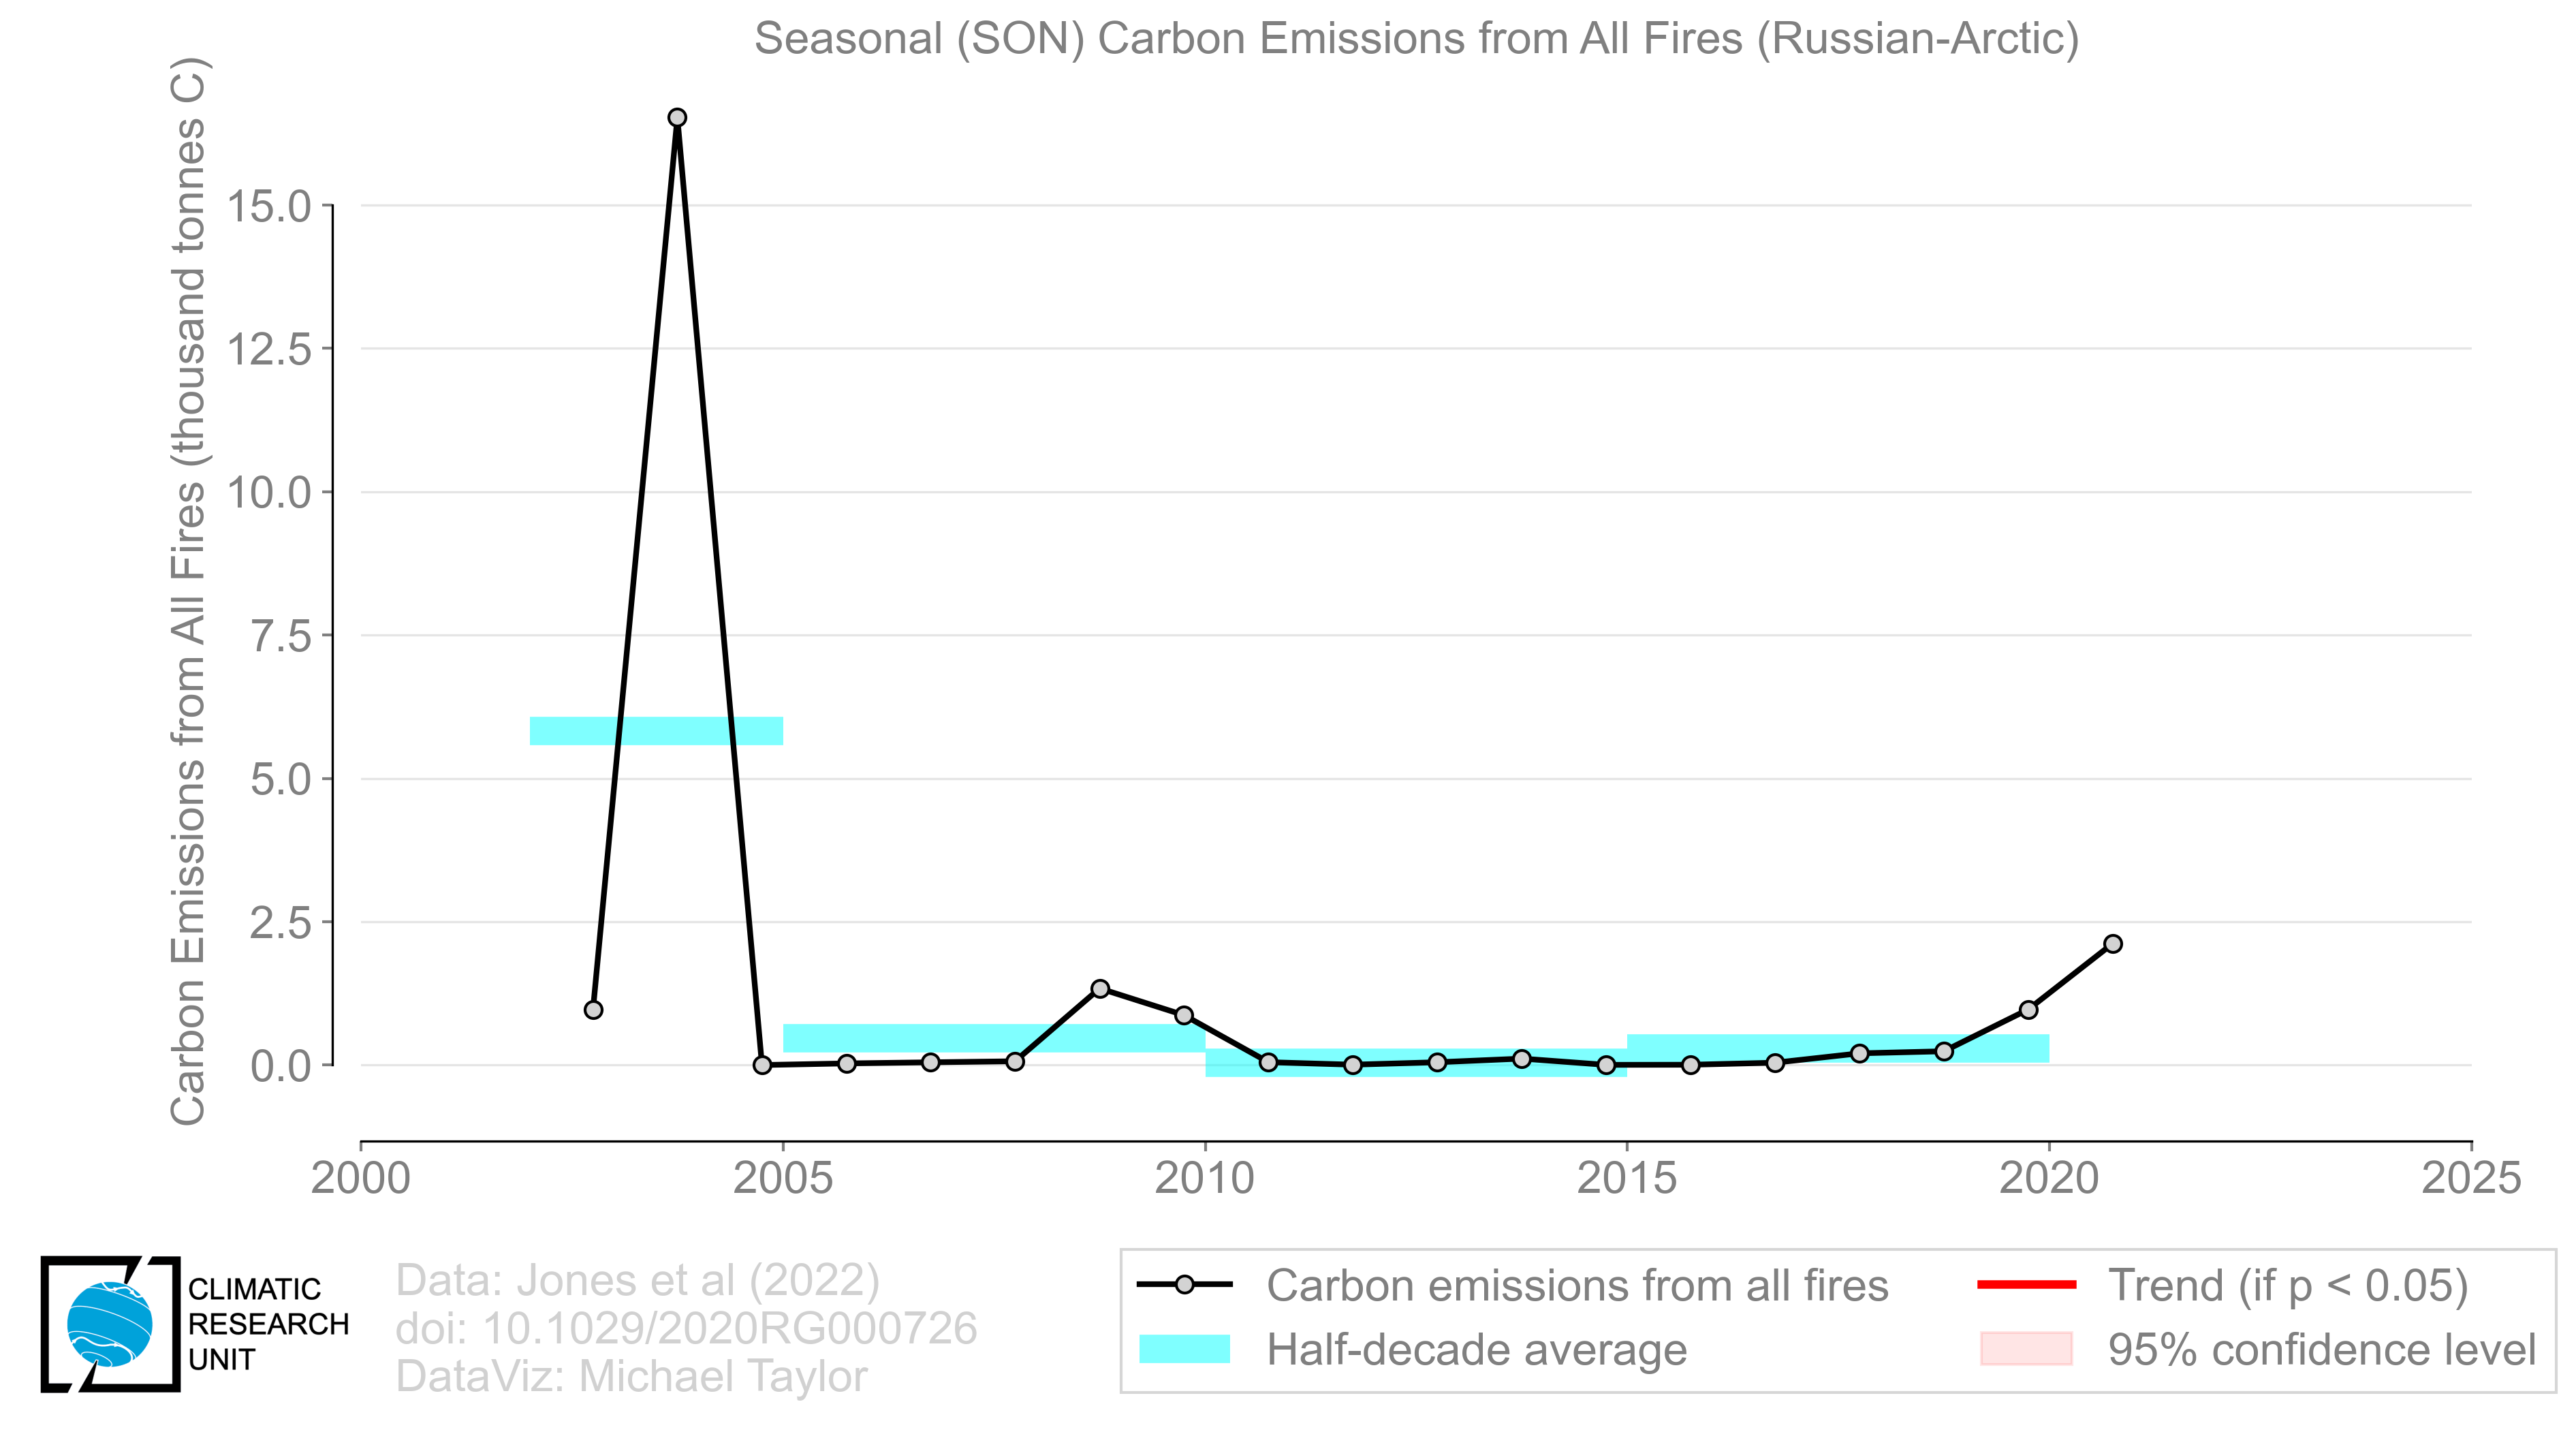 Seasonal (SON) Carbon Emissions from All Fires (Russian-Arctic)
Carbon Emissions from All Fires (thousand tonnes C)
15.0
12.5
10.0
7.5
5.0
2.5
0.0
2000
2005
2010
2015
2020
2025
CLIMATIC
RESEARCH
UNIT
Data: Jones et al (2022)
doi: 10.1029/2020RG000726
DataViz: Michael Taylor
Carbon emissions from all fires
Half-decade average
Trend (if p < 0.05)
95% confidence level